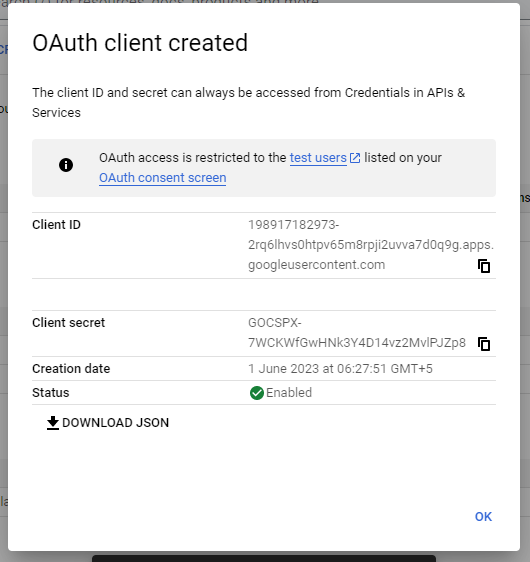 OAuth client created
The client ID and secret can always be accessed from Credentials in APIs &
Services
OAuth access is restricted to the test users listed on your
OAuth consent screen
Client ID
198917182973-
2rq6lhvs0htpv65m8rpji2uvva7d0q9g.apps.
googleusercontent.com
Client secret
GOCSPX-
7WCKWfGwHNk3Y4D14vz2MvlPJZp8
Creation date 1 June 2023 at 06:27:51 GMT+5
Status Enabled
DOWNLOAD JSON
OK